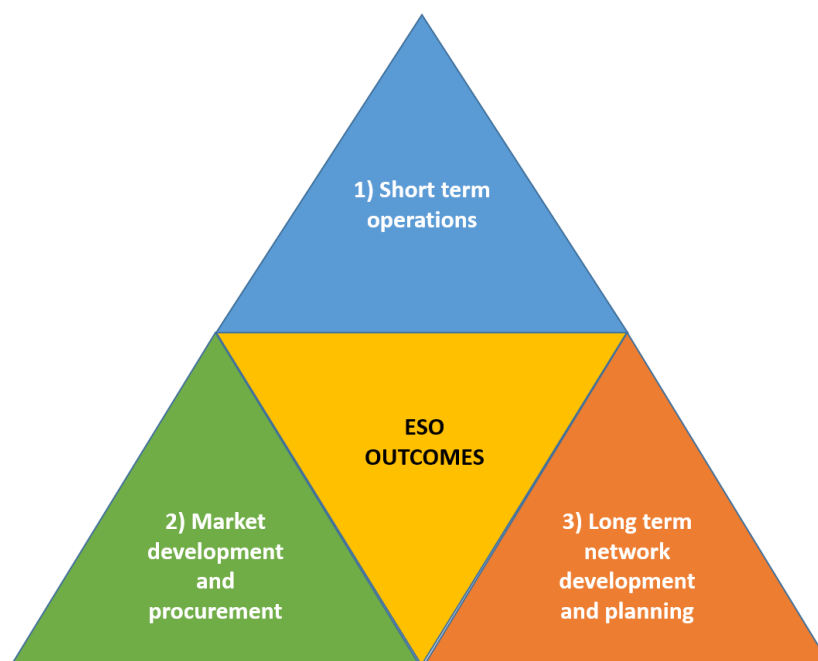 1) Short term
operations
ESO
OUTCOMES
2) Market
development
and
procurement
3) Long term
network
development
and planning